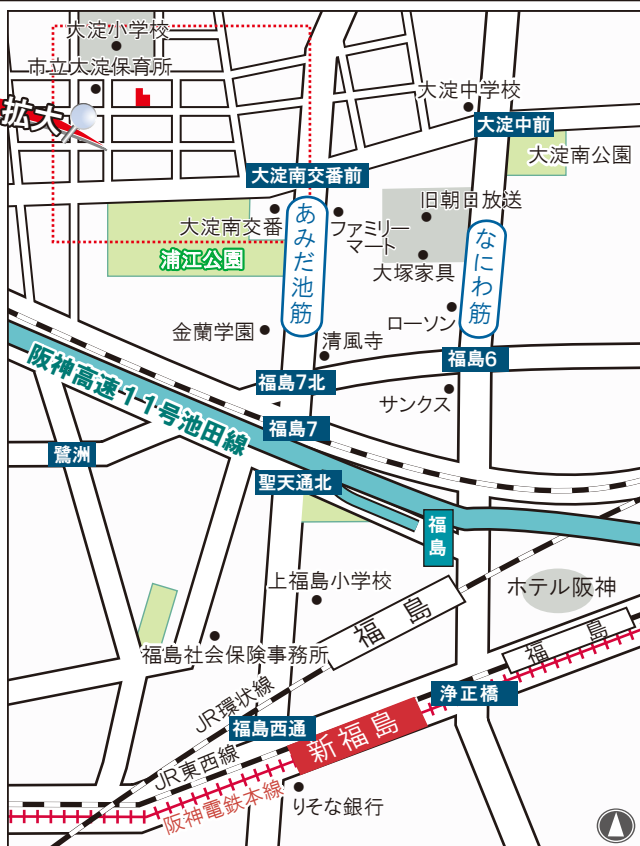 大淀小学校
市立大淀保育所
拡大
大淀中学校
大淀中前
大淀南公園
大淀南交番前
旧朝日放送
大淀南交番
ファミリー
マート
あみだ池筋
なにわ筋
浦江公園
大塚家具
ローソン
金蘭学園
清風寺
福島6
阪神高速11号池田線
福島7北
サンクス
福島7
鷺洲
聖天通北
福島
上福島小学校
ホテル阪神
福島
福島
福島社会保険事務所
浄正橋
JR環状線
福島西通
新福島
JR東西線
阪神電鉄本線
りそな銀行